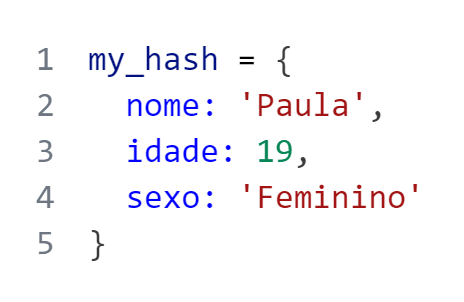 1 my_hash = {
2   nome: 'Paula',
3   idade: 19,
4   sexo: 'Feminino'
5 }